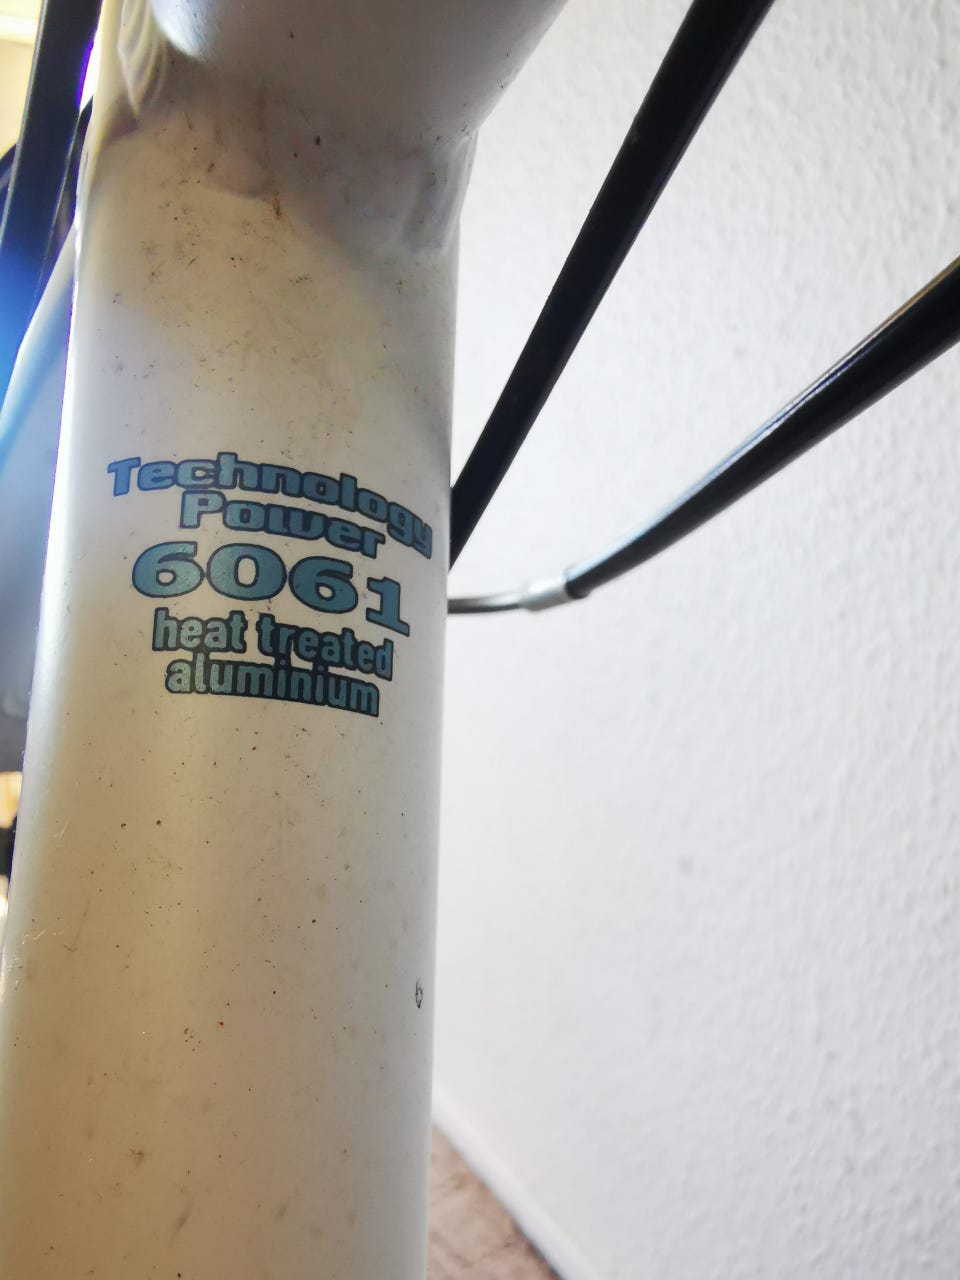 Technology
Power
6061
heat treated
aluminium